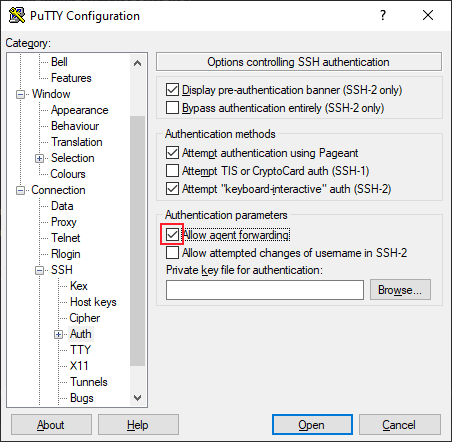 PuTTY Configuration
Category:
Bell
Features
Window
Appearance
Behaviour
Translation
Selection
Colours
Connection
Data
Proxy
Telnet
Rlogin
SSH
Kex
Host keys
Cipher
Auth
TTY
X11
Tunnels
Bugs
Options controlling SSH authentication
Display pre-authentication banner (SSH-2 only)
Bypass authentication entirely (SSH-2 only)
Authentication methods
Attempt authentication using Pageant
Attempt TIS or CryptoCard auth (SSH-1)
Attempt "keyboard-interactive" auth (SSH-2)
Authentication parameters
Allow agent forwarding
Allow attempted changes of username in SSH-2
Private key file for authentication:
Browse...
About
Help
Open
Cancel